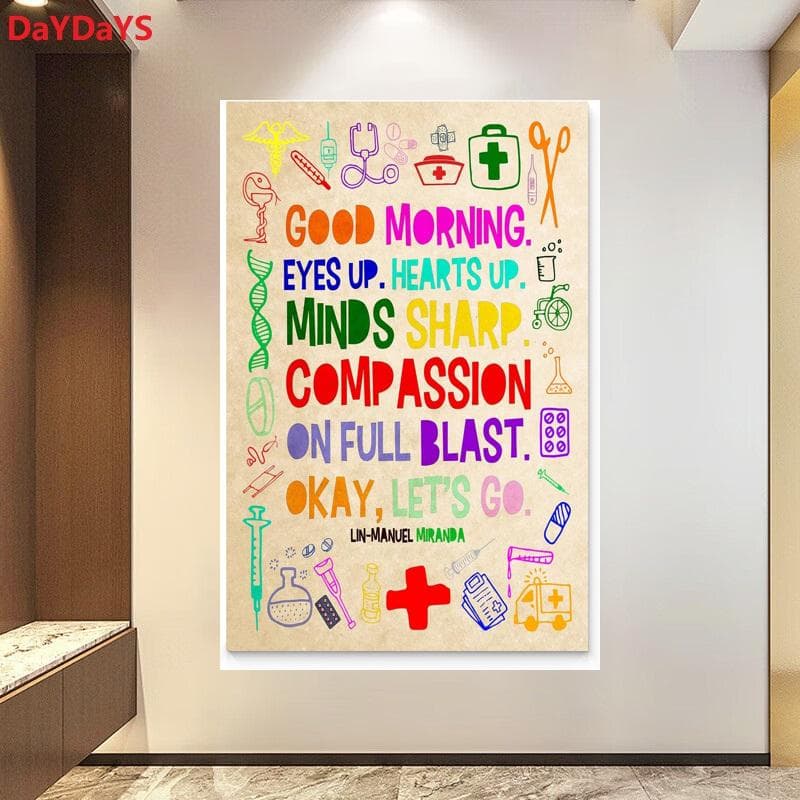 DaYDaYS
GOOD MORNING.
EYES UP. HEARTS UP.
MINDS SHARP.
COMPASSION
ON FULL BLAST.
OKAY, LET'S GO.
LIN-MANUEL MIRANDA